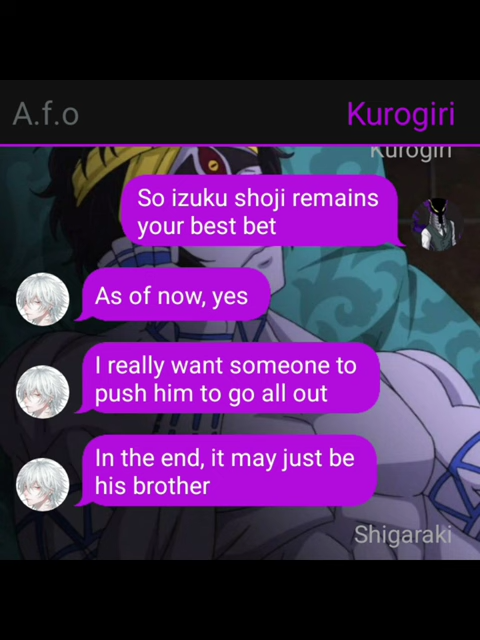 A.f.o
Kurogiri
Kurogiri
So izuku shoji remains
your best bet
As of now, yes
I really want someone to
push him to go all out
In the end, it may just be
his brother
Shigaraki